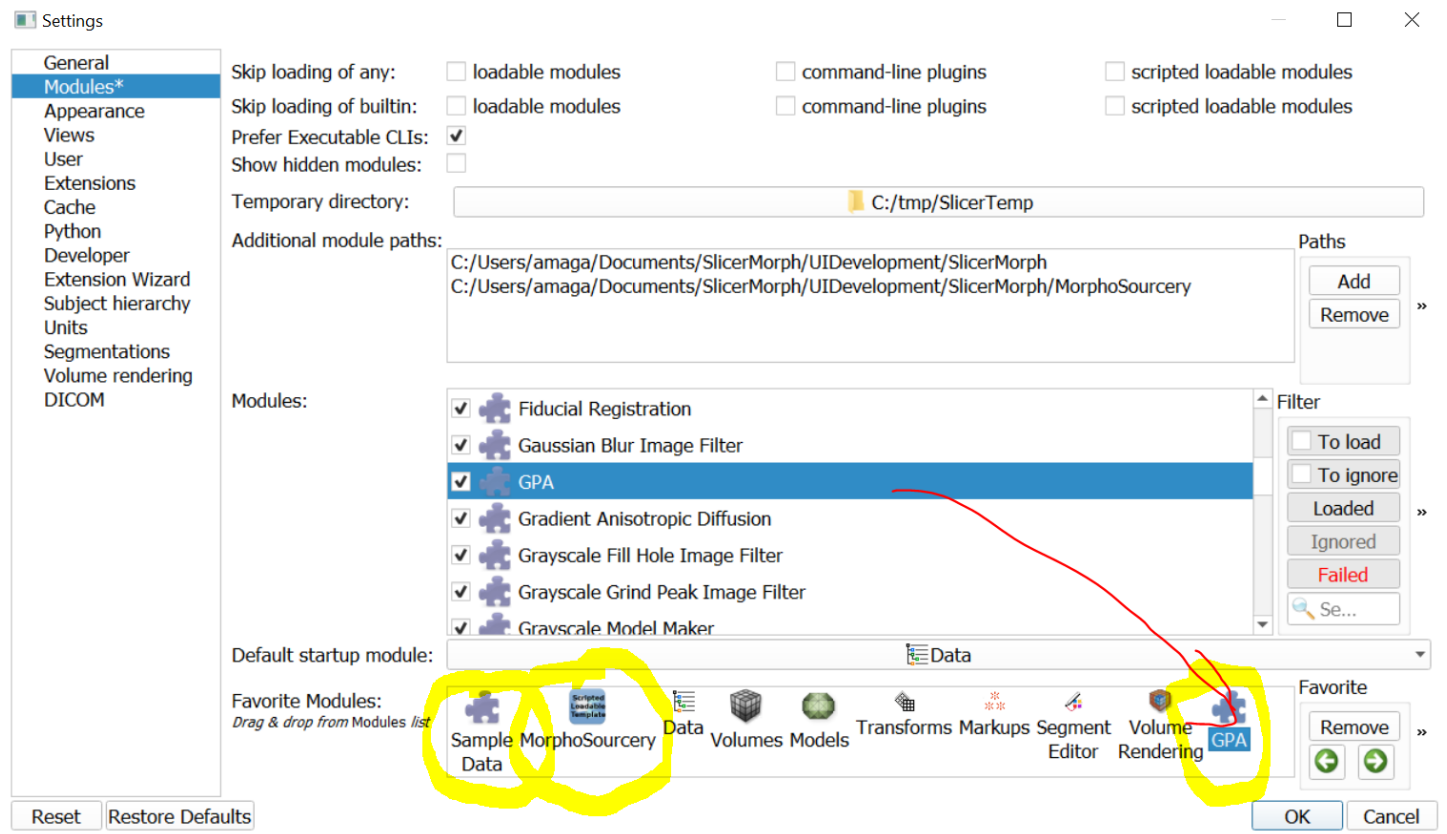 Settings
General
Modules*
Appearance
Views
User
Extensions
Cache
Python
Developer
Extension Wizard
Subject hierarchy
Units
Segmentations
Volume rendering
DICOM
Skip loading of any: loadable modules command-line plugins scripted loadable modules
Skip loading of builtin: loadable modules command-line plugins scripted loadable modules
Prefer Executable CLIs:
Show hidden modules:
Temporary directory: C:/tmp/SlicerTemp
Additional module paths:
C:/Users/amaga/Documents/SlicerMorph/UIDevelopment/SlicerMorph
C:/Users/amaga/Documents/SlicerMorph/UIDevelopment/SlicerMorph/MorphoSourcery
Paths
Add
Remove
»
Modules:
Fiducial Registration
Gaussian Blur Image Filter
GPA
Gradient Anisotropic Diffusion
Grayscale Fill Hole Image Filter
Grayscale Grind Peak Image Filter
Grayscale Model Maker
Filter
To load
To ignore
Loaded
Ignored
Failed
Se...
»
Default startup module: Data
Favorite Modules:
Drag & drop from Modules list
Sample
Data
Scripted
Loadable
Template
MorphoSourcery
Data
Volumes
Models
Transforms
Markups
Segment
Editor
Volume
Rendering
GPA
Favorite
Remove
»
Reset
Restore Defaults
OK
Cancel